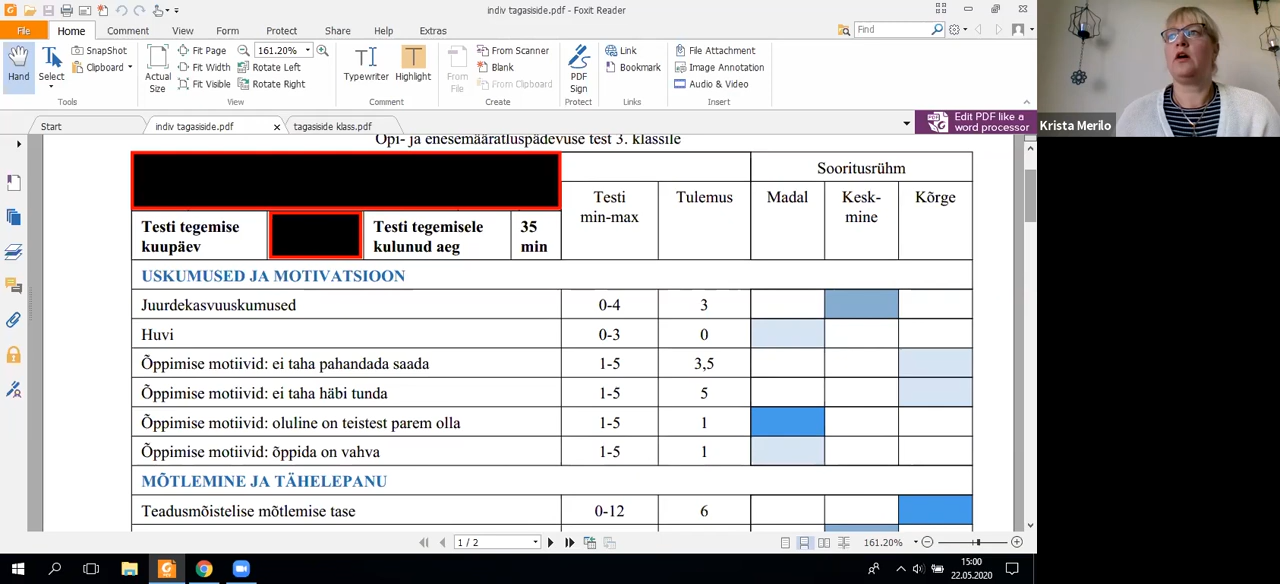 indiv tagasiside.pdf - Foxit Reader
File Home Comment View Form Protect Share Help Extras Find
Hand
Select
SnapShot
Clipboard
Actual Size
Fit Page
Fit Width
Fit Visible
161.20%
Rotate Left
Rotate Right
Typewriter
Highlight
From File
From Scanner
Blank
From Clipboard
PDF Sign
Link
Bookmark
File Attachment
Image Annotation
Audio & Video
Tools View Comment Create Protect Links Insert
Start indiv tagasiside.pdf tagasiside klass.pdf
Edit PDF like a word processor
Krista Merilo
Õpi- ja enesemääratluspädevuse test 3. klassile
Sooritusrühm
Testi min-max Tulemus Madal Kesk-mine Kõrge
Testi tegemise kuupäev Testi tegemisele kulunud aeg 35 min
USKUMUSED JA MOTIVATSIOON
Juurdekasvuuskumused 0-4 3
Huvi 0-3 0
Õppimise motiivid: ei taha pahandada saada 1-5 3,5
Õppimise motiivid: ei taha häbi tunda 1-5 5
Õppimise motiivid: oluline on teistest parem olla 1-5 1
Õppimise motiivid: õppida on vahva 1-5 1
MÕTLEMINE JA TÄHELEPANU
Teadusmõistelise mõtlemise tase 0-12 6
1 / 2 161.20%
15:00
22.05.2020